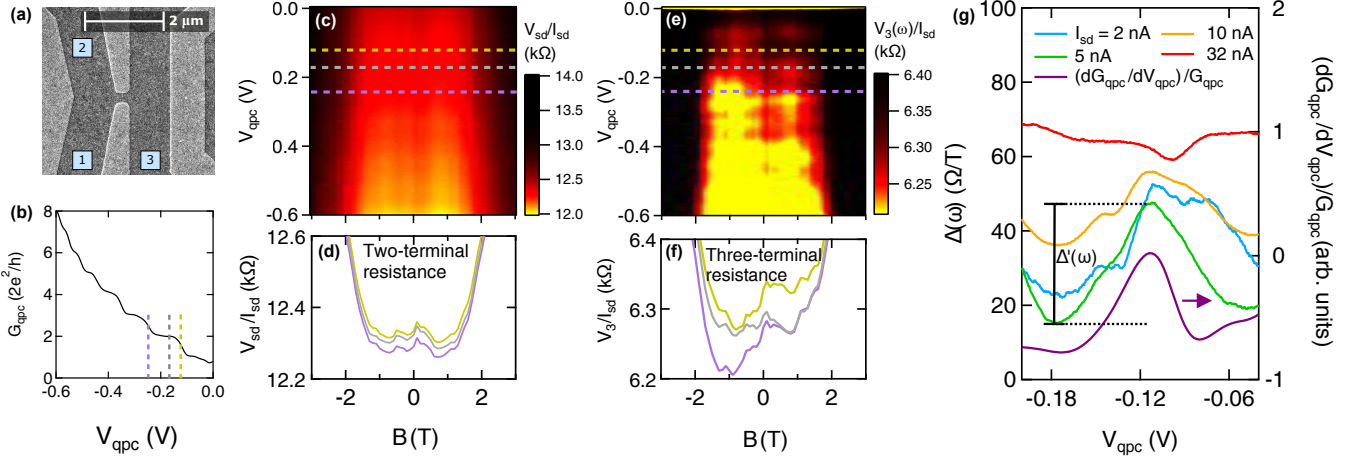 (a)
2 μm
2
1
3
(b)
8
6
4
2
0
G_qpc (2e²/h)
-0.6
-0.4
-0.2
0.0
V_qpc (V)
(c)
0.0
0.2
0.4
-0.6
V_qpc (V)
V_sd/I_sd
(kΩ)
14.0
13.5
13.0
12.5
12.0
(d)
Two-terminal
resistance
12.6
12.4
12.2
V_sd/I_sd (kΩ)
-2
0
2
B(T)
(e)
0.0
-0.2
-0.4
-0.6
V_qpc (V)
V_3(ω)/I_sd
(kΩ)
6.40
6.35
6.30
6.25
(f)
Three-terminal
resistance
6.4
6.3
6.2
V_3/I_sd (kΩ)
-2
0
2
B(T)
(g)
100
80
60
40
20
0
Δ(ω) (Ω/T)
I_sd = 2 nA
10 nA
5 nA
32 nA
(dG_qpc/dV_qpc)/G_qpc
Δ'(ω)
2
1
0
-1
(dG_qpc/dV_qpc)/G_qpc(arb. units)
-0.18
-0.12
-0.06
V_qpc (V)